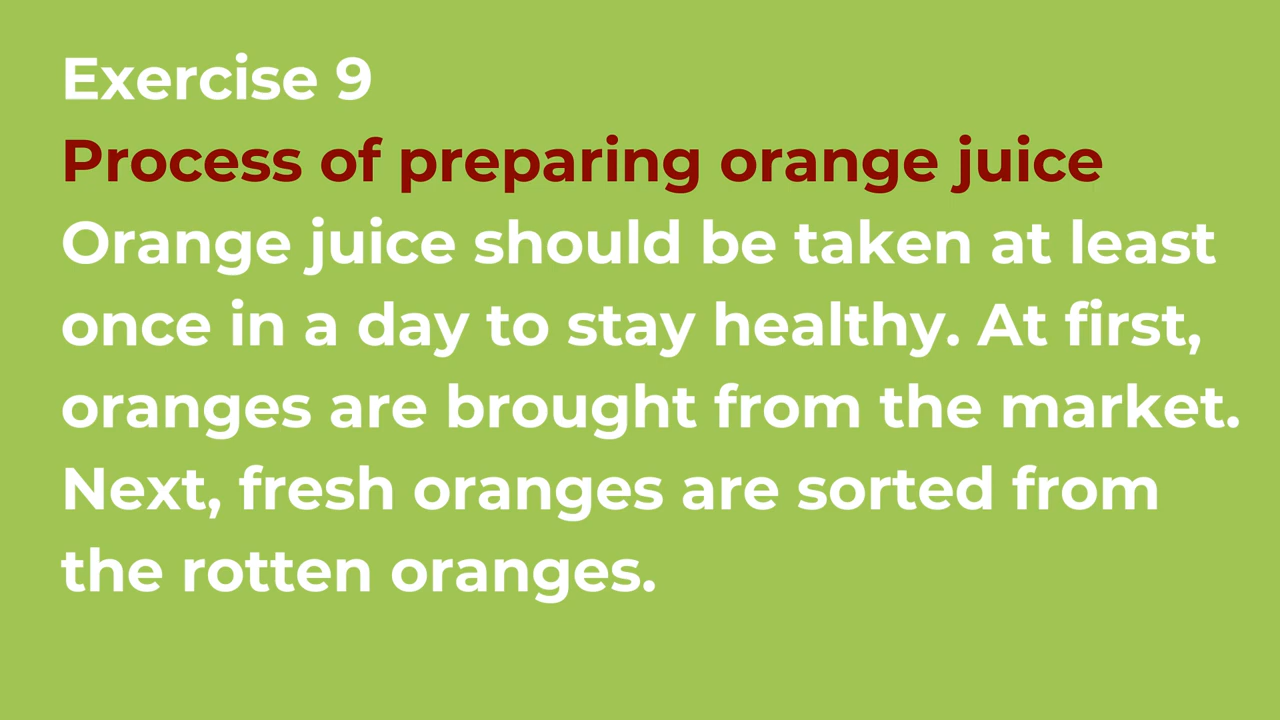 Exercise 9
Process of preparing orange juice
Orange juice should be taken at least
once in a day to stay healthy. At first,
oranges are brought from the market.
Next, fresh oranges are sorted from
the rotten oranges.